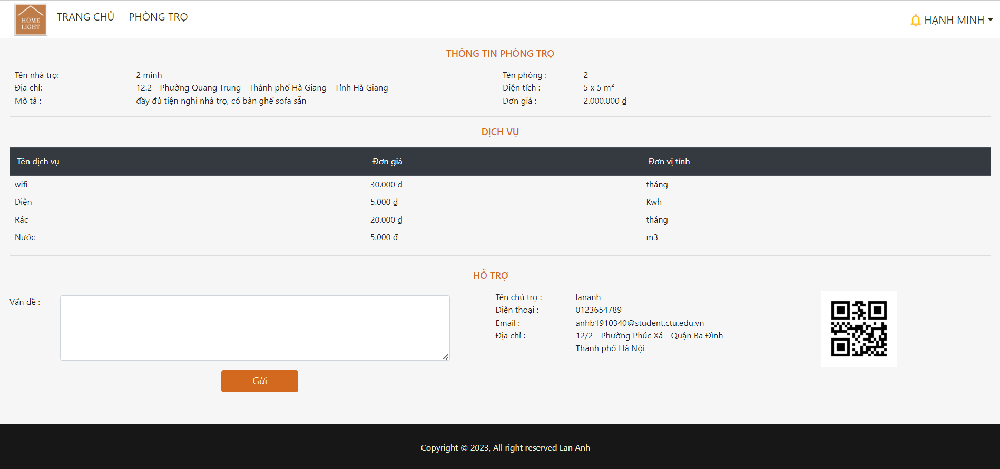 HOME
LIGHT
TRANG CHỦ
PHÒNG TRỌ
HẠNH MINH
THÔNG TIN PHÒNG TRỌ
Tên nhà trọ: 2 minh
Địa chỉ: 12.2 - Phường Quang Trung - Thành phố Hà Giang - Tỉnh Hà Giang
Mô tả : đầy đủ tiện nghi nhà trọ, có bàn ghế sofa sẵn
Tên phòng : 2
Diện tích : 5 x 5 m²
Đơn giá : 2.000.000 ₫
DỊCH VỤ
Tên dịch vụ Đơn giá Đơn vị tính
wifi 30.000 ₫ tháng
Điện 5.000 ₫ Kwh
Rác 20.000 ₫ tháng
Nước 5.000 ₫ m3
HỖ TRỢ
Vấn đề :
Gửi
Tên chủ trọ : lananh
Điện thoại : 0123654789
Email : anhb1910340@student.ctu.edu.vn
Địa chỉ : 12/2 - Phường Phúc Xá - Quận Ba Đình -
Thành phố Hà Nội
Copyright © 2023, All right reserved Lan Anh